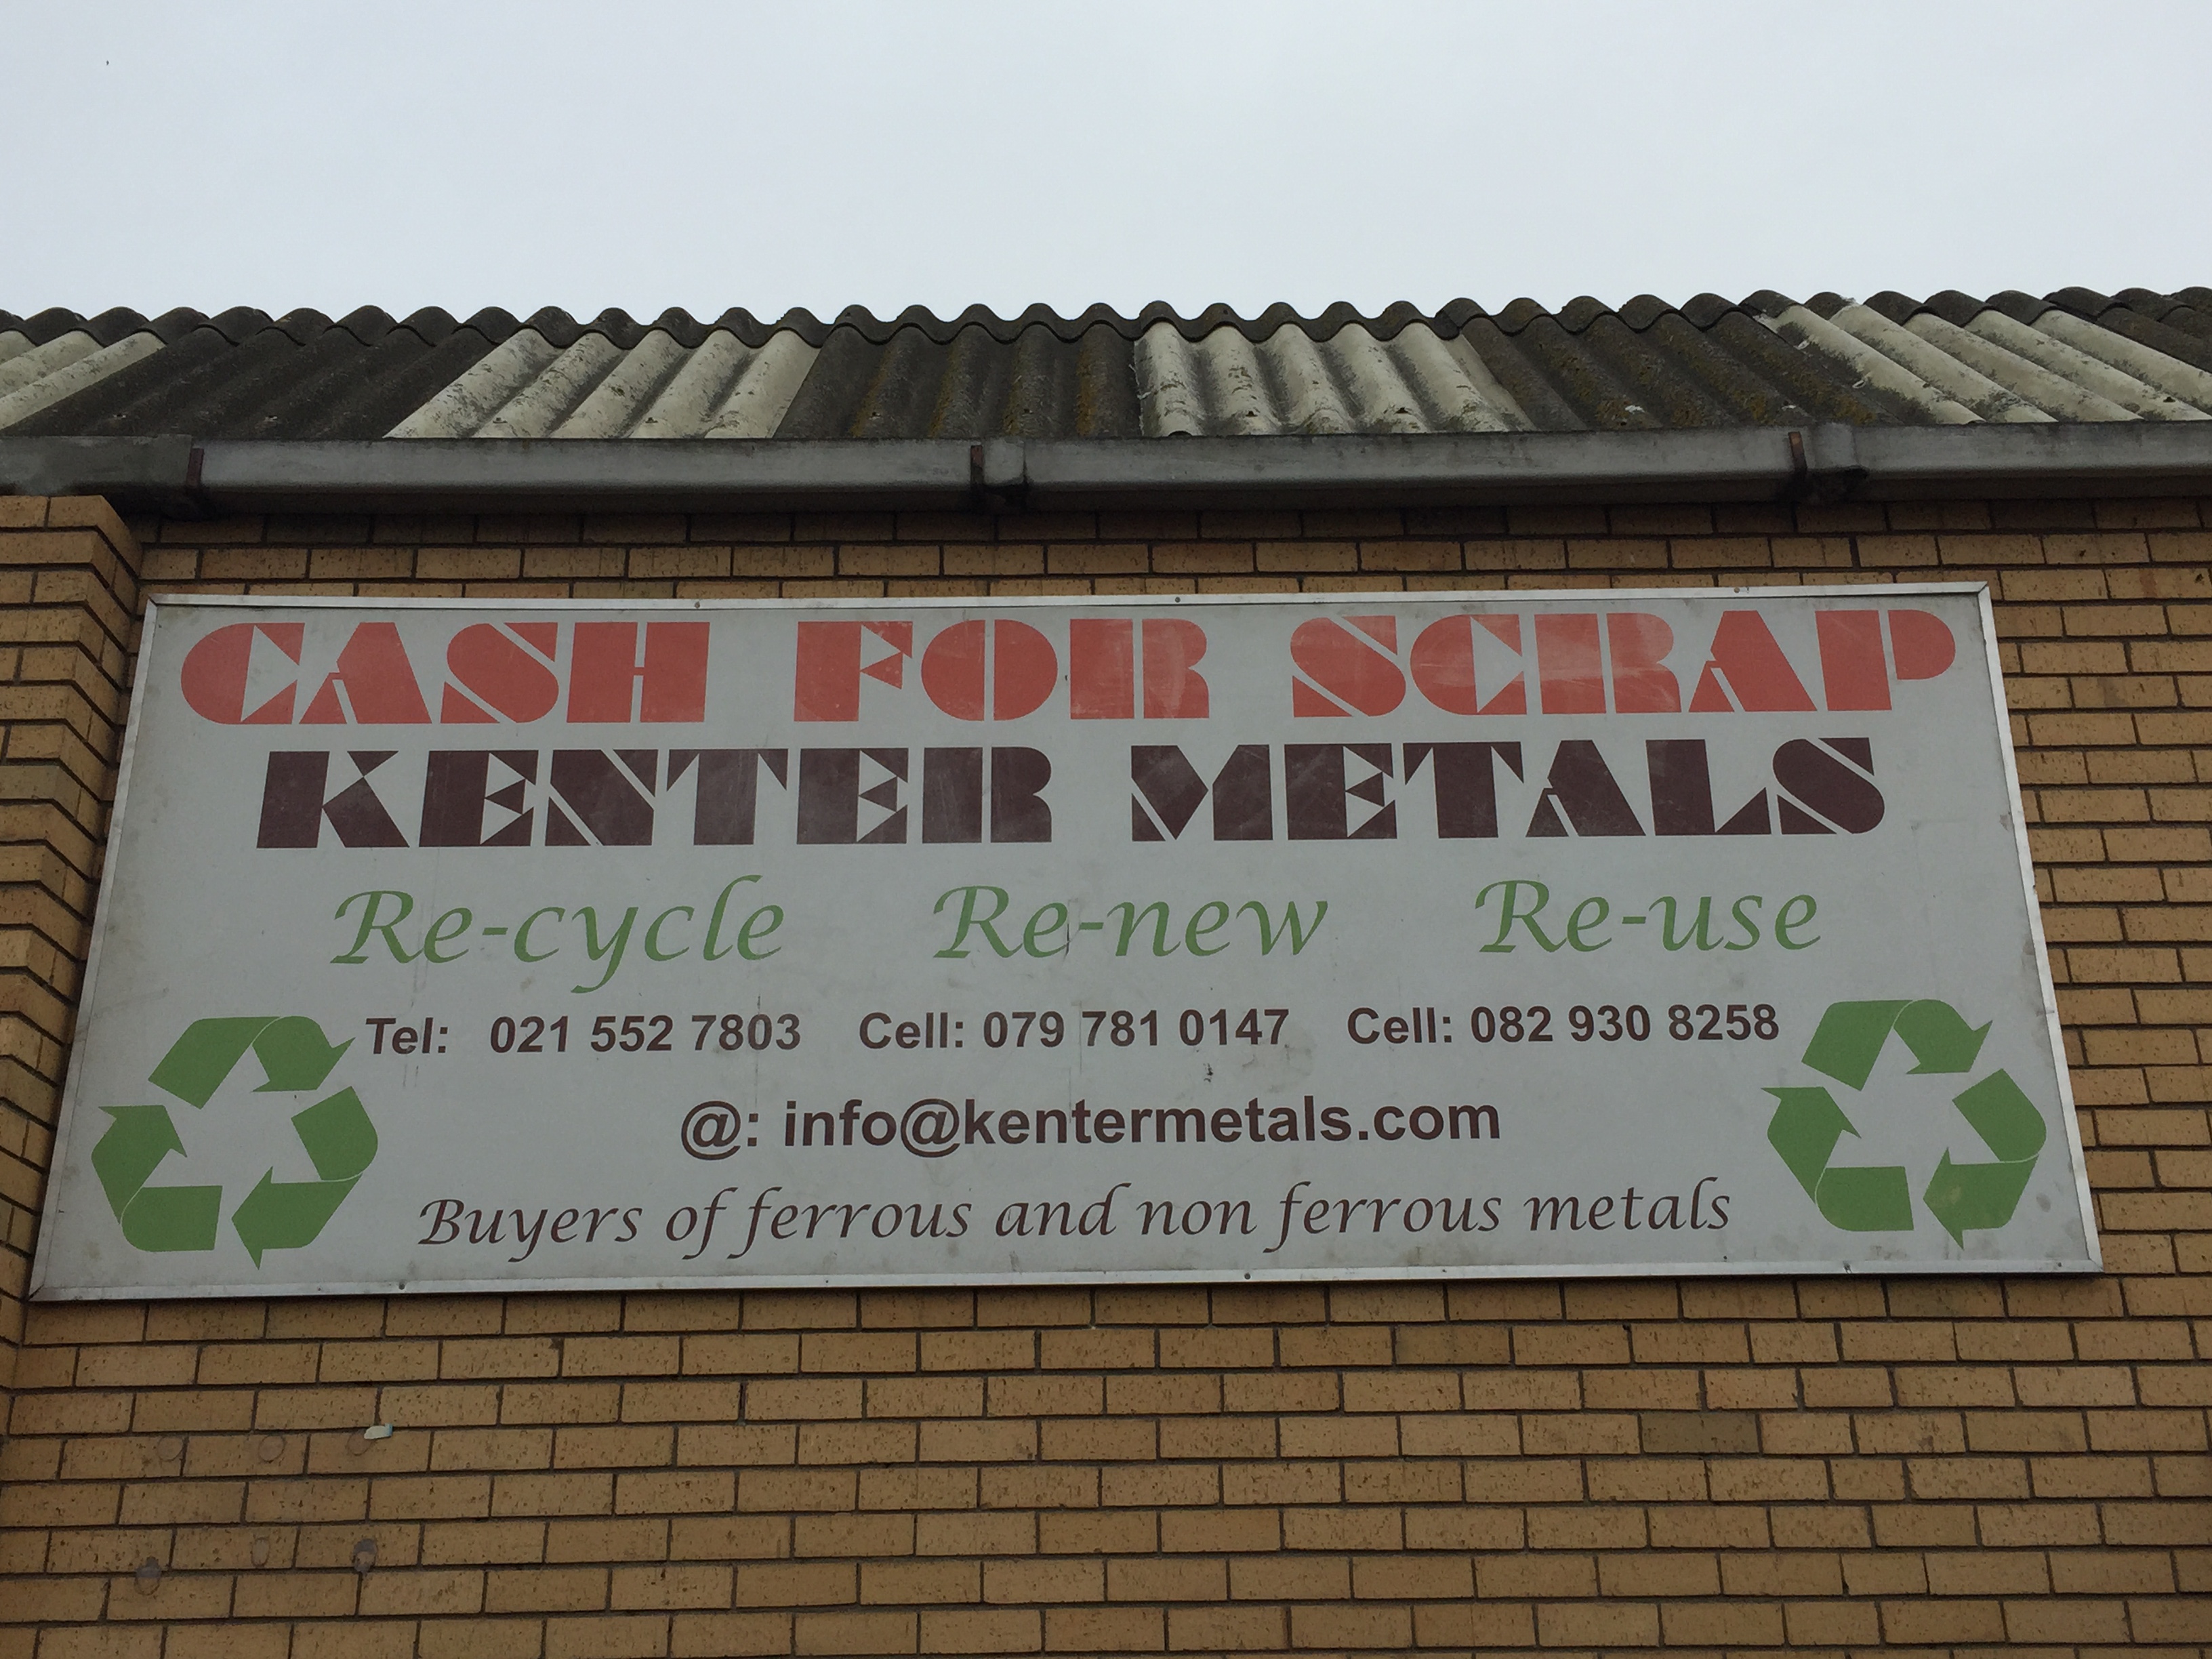 CASH FOR SCRAP
KENTER METALS
Re-cycle Re-new Re-use
Tel: 021 552 7803 Cell: 079 781 0147 Cell: 082 930 8258
@: info@kentermetals.com
Buyers of ferrous and non ferrous metals